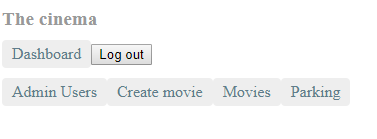 The cinema
Dashboard Log out
Admin Users Create movie Movies Parking